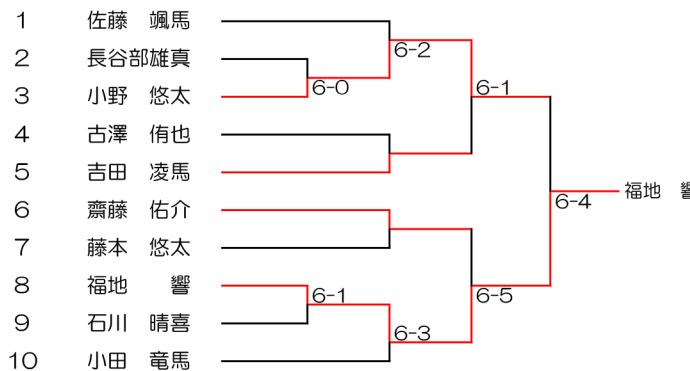 1 佐藤 颯馬
6-2
2 長谷部雄真
6-0
3 小野 悠太
6-1
4 古澤 侑也
5 吉田 凌馬
福地 響
6-4
6 齋藤 佑介
7 藤本 悠太
8 福地 響
6-1
6-5
9 石川 晴喜
6-3
10 小田 竜馬